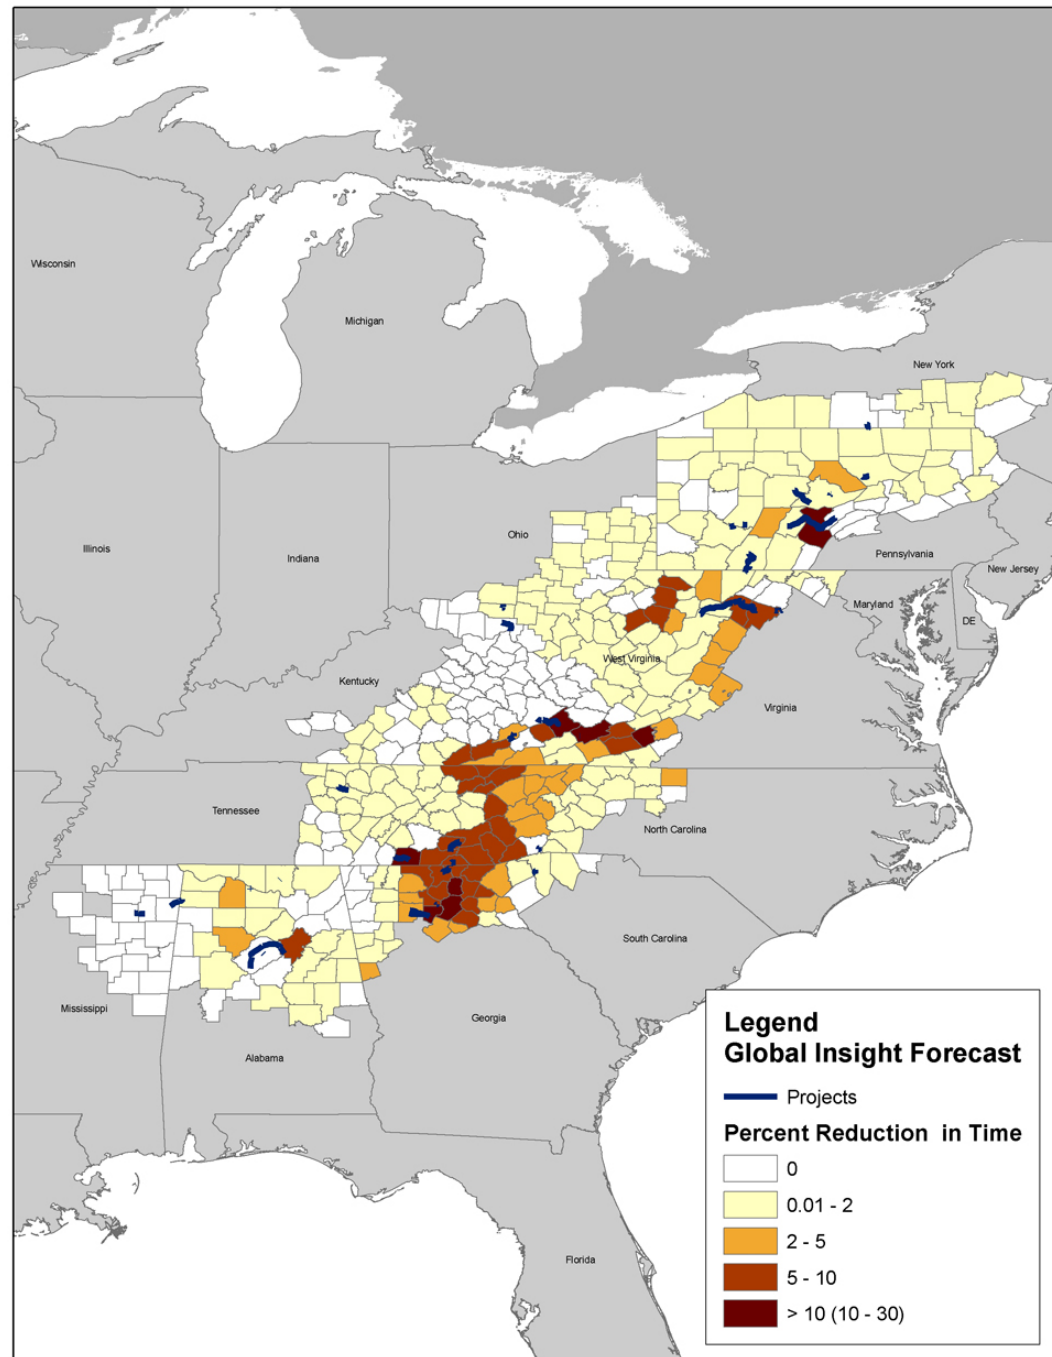 Wisconsin
Michigan
New York
Illinois
Indiana
Ohio
Pennsylvania
New Jersey
Maryland
DE
West Virginia
Kentucky
Virginia
Tennessee
North Carolina
South Carolina
Mississippi
Georgia
Alabama
Florida
Legend
Global Insight Forecast
Projects
Percent Reduction in Time
0
0.01 - 2
2 - 5
5 - 10
> 10 (10 - 30)